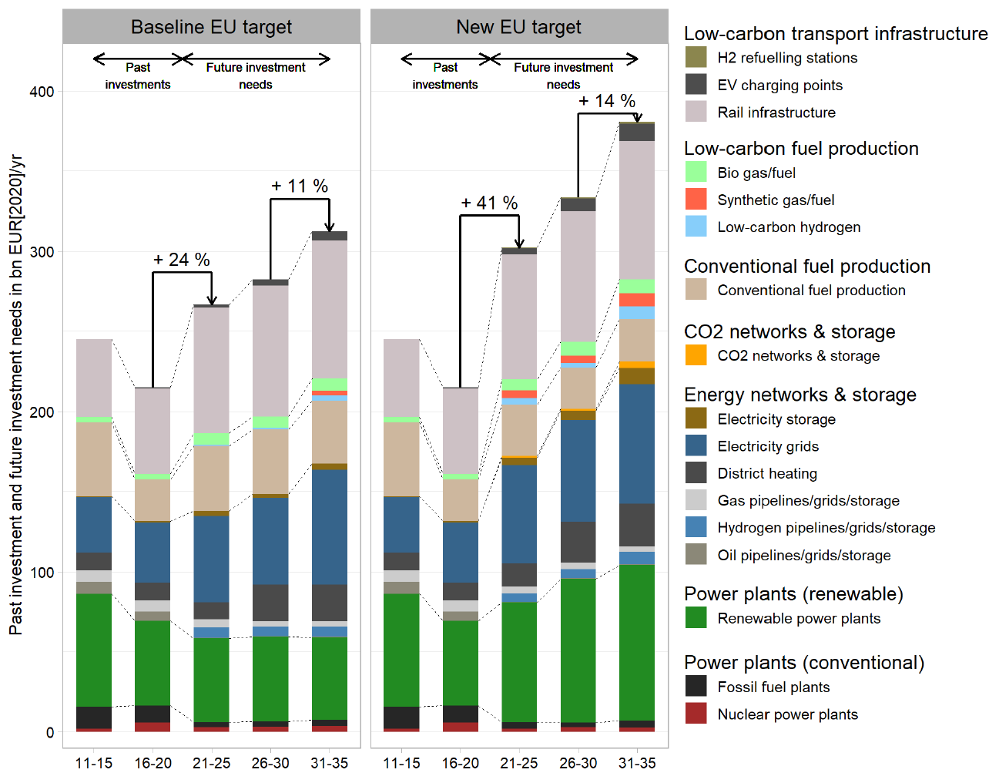 Baseline EU target
New EU target
Past
investments
Future investment
needs
Past
investments
Future investment
needs
+ 24 %
+ 11 %
+ 41 %
+ 14 %
Past investment and future investment needs in bn EUR[2020]/yr
400
300
200
100
0
11-15
16-20
21-25
26-30
31-35
11-15
16-20
21-25
26-30
31-35
Low-carbon transport infrastructure
H2 refuelling stations
EV charging points
Rail infrastructure
Low-carbon fuel production
Bio gas/fuel
Synthetic gas/fuel
Low-carbon hydrogen
Conventional fuel production
Conventional fuel production
CO2 networks & storage
CO2 networks & storage
Energy networks & storage
Electricity storage
Electricity grids
District heating
Gas pipelines/grids/storage
Hydrogen pipelines/grids/storage
Oil pipelines/grids/storage
Power plants (renewable)
Renewable power plants
Power plants (conventional)
Fossil fuel plants
Nuclear power plants